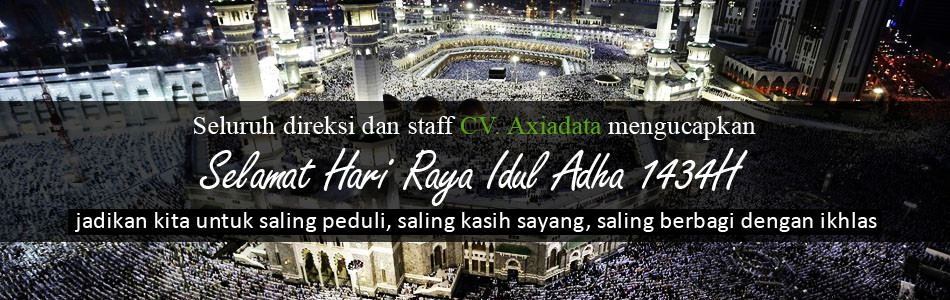 Seluruh direksi dan staff CV. Axiadata mengucapkan
Selamat Hari Raya Idul Adha 1434H
jadikan kita untuk saling peduli, saling kasih sayang, saling berbagi dengan ikhlas